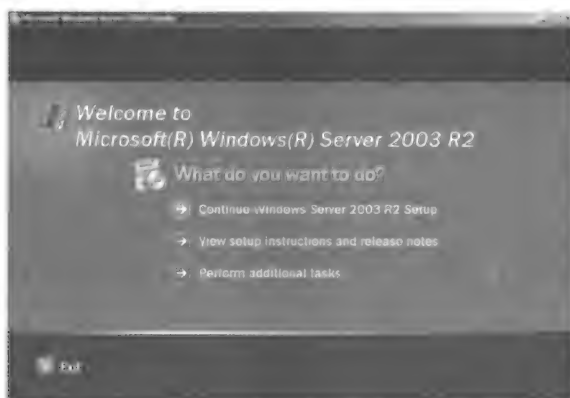 Welcome to
Microsoft(R) Windows(R) Server 2003 R2
What do you want to do?
Continue Windows Server 2003 R2 Setup
View setup instructions and release notes
Perform additional tasks
Exit